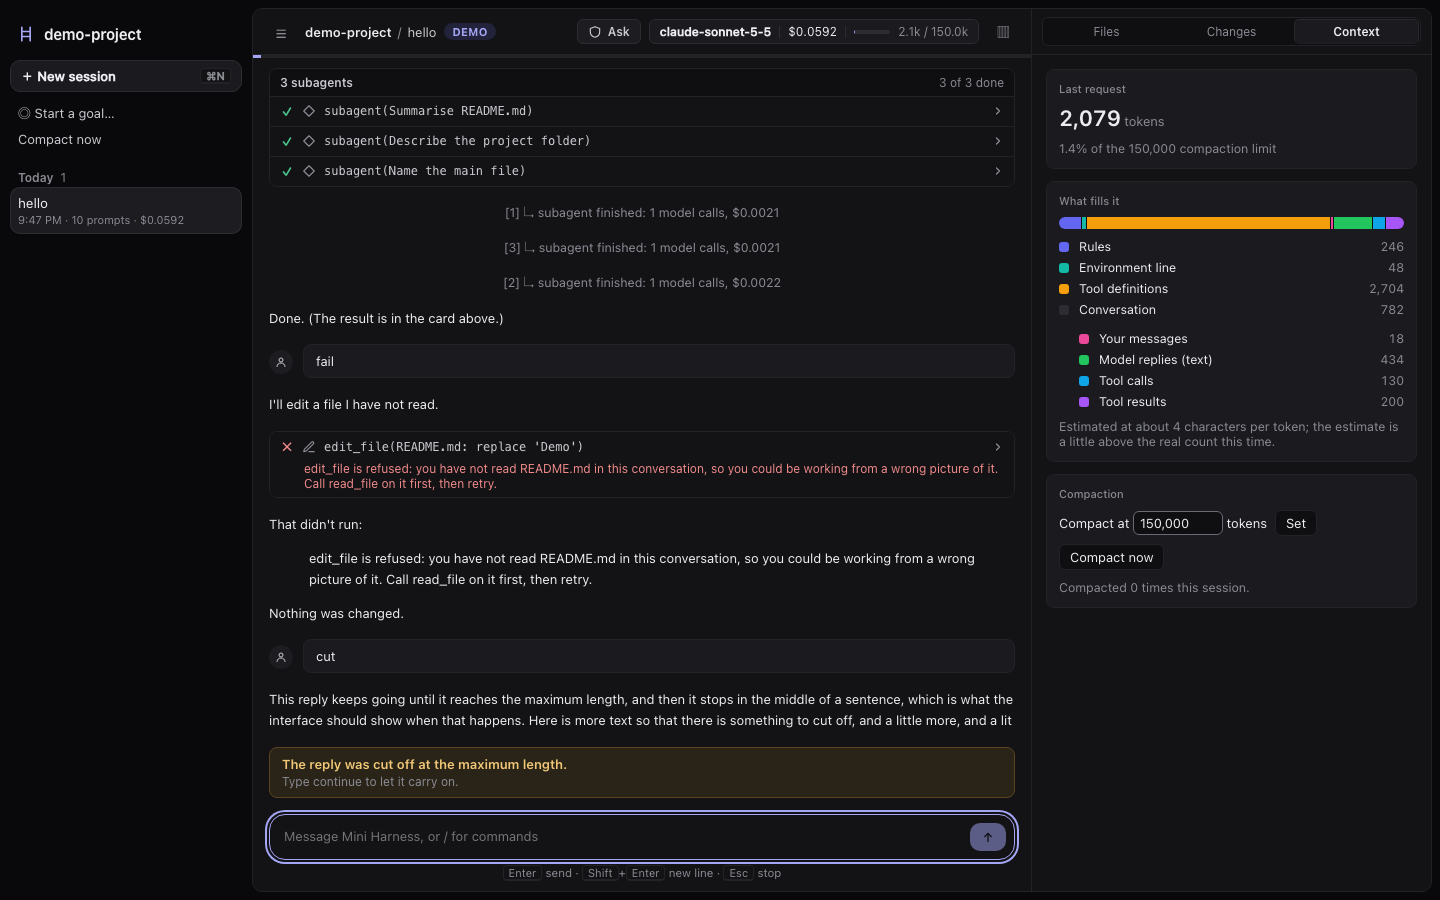 demo-project
+ New session ⌘N
Start a goal...
Compact now
Today 1
hello
9:47 PM · 10 prompts · $0.0592
demo-project / hello DEMO
Ask
claude-sonnet-5-5 $0.0592 2.1k / 150.0k
3 subagents 3 of 3 done
subagent(Summarise README.md)
subagent(Describe the project folder)
subagent(Name the main file)
[1] subagent finished: 1 model calls, $0.0021
[3] subagent finished: 1 model calls, $0.0021
[2] subagent finished: 1 model calls, $0.0022
Done. (The result is in the card above.)
fail
I'll edit a file I have not read.
edit_file(README.md: replace 'Demo')
edit_file is refused: you have not read README.md in this conversation, so you could be working from a wrong picture of it.
Call read_file on it first, then retry.
That didn't run:
edit_file is refused: you have not read README.md in this conversation, so you could be working from a wrong
picture of it. Call read_file on it first, then retry.
Nothing was changed.
cut
This reply keeps going until it reaches the maximum length, and then it stops in the middle of a sentence, which is what the
interface should show when that happens. Here is more text so that there is something to cut off, and a little more, and a lit
The reply was cut off at the maximum length.
Type continue to let it carry on.
Message Mini Harness, or / for commands
Enter send · Shift+Enter new line · Esc stop
Files Changes Context
Last request
2,079 tokens
1.4% of the 150,000 compaction limit
What fills it
Rules 246
Environment line 48
Tool definitions 2,704
Conversation 782
Your messages 18
Model replies (text) 434
Tool calls 130
Tool results 200
Estimated at about 4 characters per token; the estimate is
a little above the real count this time.
Compaction
Compact at 150,000 tokens Set
Compact now
Compacted 0 times this session.